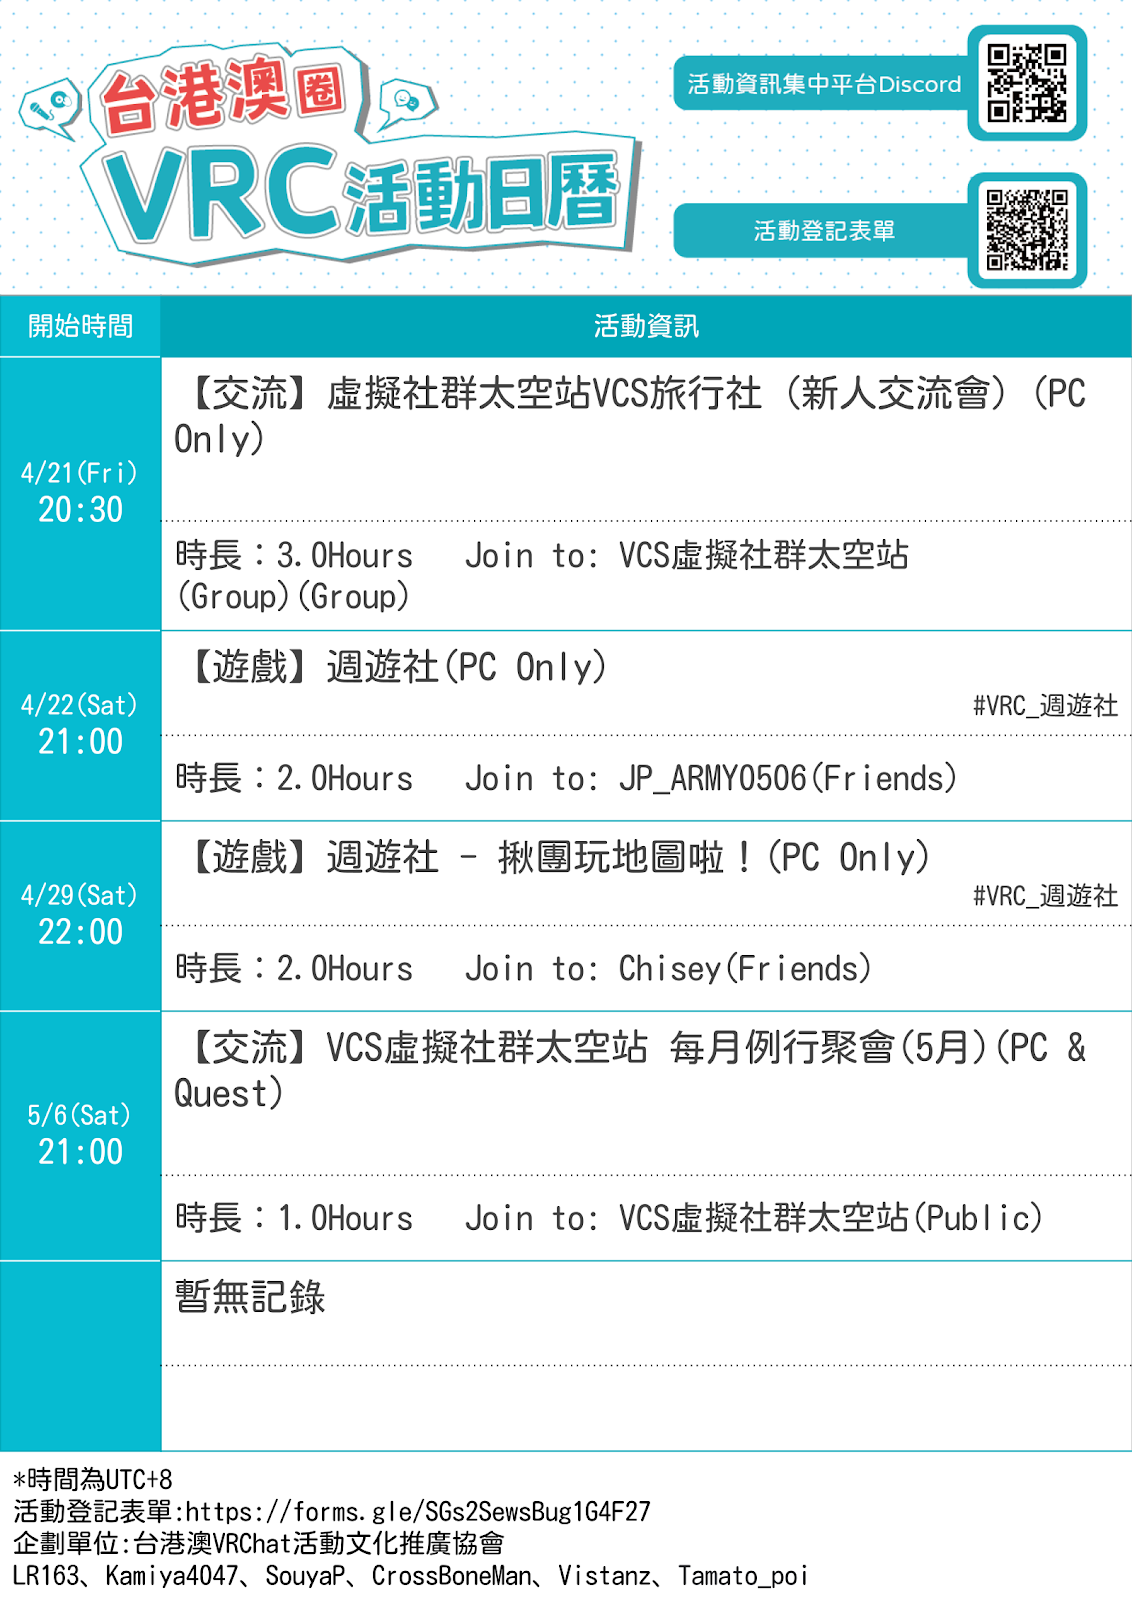 台港澳圈
VRC活動日曆
活動資訊集中平台Discord
活動登記表單
開始時間
活動資訊
4/21(Fri)
20:30
【交流】虛擬社群太空站VCS旅行社（新人交流會）(PC
Only)
時長：3.0Hours Join to: VCS虛擬社群太空站
(Group)(Group)
4/22(Sat)
21:00
【遊戲】週遊社(PC Only)
#VRC_週遊社
時長：2.0Hours Join to: JP_ARMY0506(Friends)
4/29(Sat)
22:00
【遊戲】週遊社 - 揪團玩地圖啦！(PC Only)
#VRC_週遊社
時長：2.0Hours Join to: Chisey(Friends)
5/6(Sat)
21:00
【交流】VCS虛擬社群太空站 每月例行聚會(5月)(PC &
Quest)
時長：1.0Hours Join to: VCS虛擬社群太空站(Public)
暫無記錄
*時間為UTC+8
活動登記表單:https://forms.gle/SGs2SewsBug1G4F27
企劃單位:台港澳VRChat活動文化推廣協會
LR163、Kamiya4047、SouyaP、CrossBoneMan、Vistanz、Tamato_poi